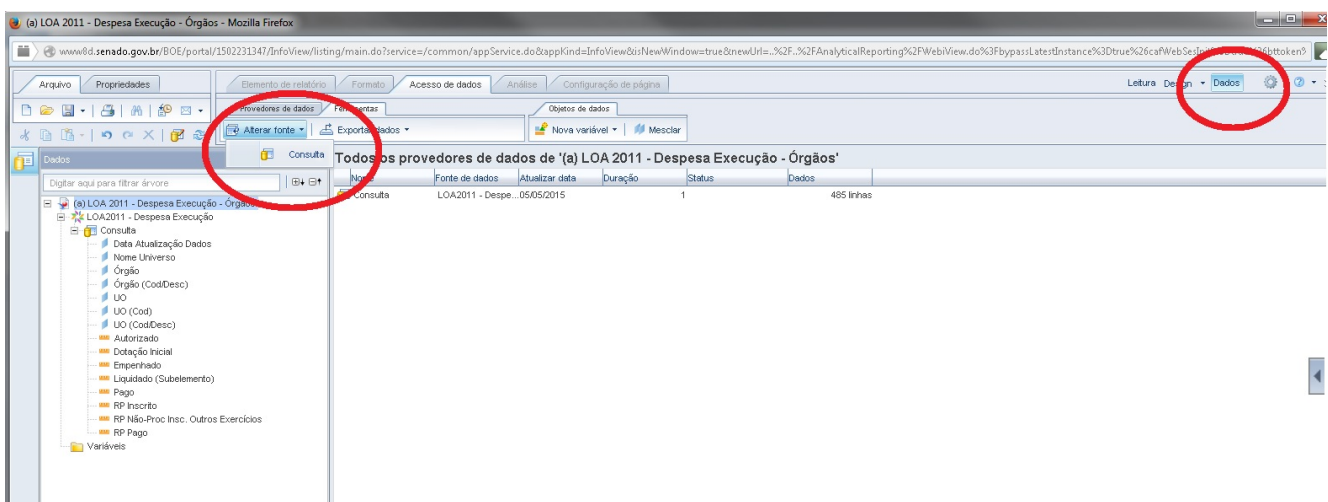 (a) LOA 2011 - Despesa Execução - Órgãos - Mozilla Firefox
www8d.senado.gov.br/BOE/portal/1502231347/InfoView/listing/main.do?service=/common/appService.do&appKind=InfoView&isNewWindow=true&newUrl=..%2F..%2FAnalyticalReporting%2FWebiView.do%3FbypassLatestInstance%3Dtrue%26cafWebSesInit%3Dtrue%26bttoken%
Arquivo Propriedades Elemento de relatório Formato Acesso de dados Análise Configuração de página Leitura Design Dados
Provedores de dados Ferramentas Objetos de dados
Alterar fonte Exportar dados Nova variável Mesclar
Consulta
Dados
Todos os provedores de dados de '(a) LOA 2011 - Despesa Execução - Órgãos'
Digitar aqui para filtrar árvore
Nome Fonte de dados Atualizar data Duração Status Dados
Consulta LOA2011 - Despe...05/05/2015 1 485 linhas
(a) LOA 2011 - Despesa Execução - Órgãos
LOA2011 - Despesa Execução
Consulta
Data Atualização Dados
Nome Universo
Órgão
Órgão (Cod/Desc)
UO
UO (Cod)
UO (Cod/Desc)
Autorizado
Dotação Inicial
Empenhado
Liquidado (Subelemento)
Pago
RP Inscrito
RP Não-Proc Insc. Outros Exercícios
RP Pago
Variáveis